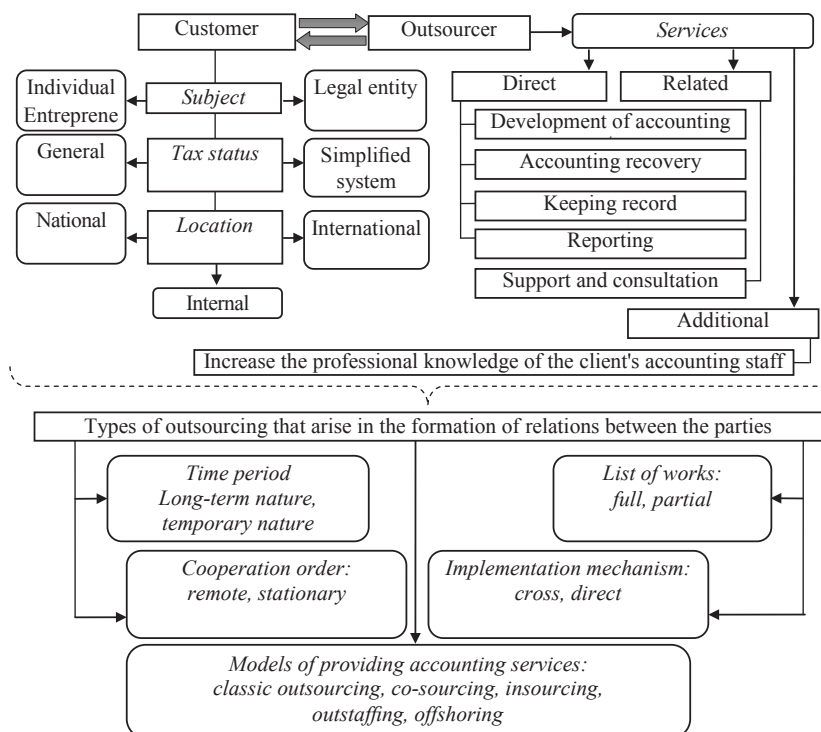 Customer
Outsourcer
Services
Individual
Entreprene
Subject
Legal entity
Direct
Related
General
Tax status
Simplified
system
Development of accounting
Accounting recovery
National
Location
International
Keeping record
Reporting
Internal
Support and consultation
Additional
Increase the professional knowledge of the client's accounting staff
Types of outsourcing that arise in the formation of relations between the parties
Time period
Long-term nature,
temporary nature
List of works:
full, partial
Cooperation order:
remote, stationary
Implementation mechanism:
cross, direct
Models of providing accounting services:
classic outsourcing, co-sourcing, insourcing,
outstaffing, offshoring